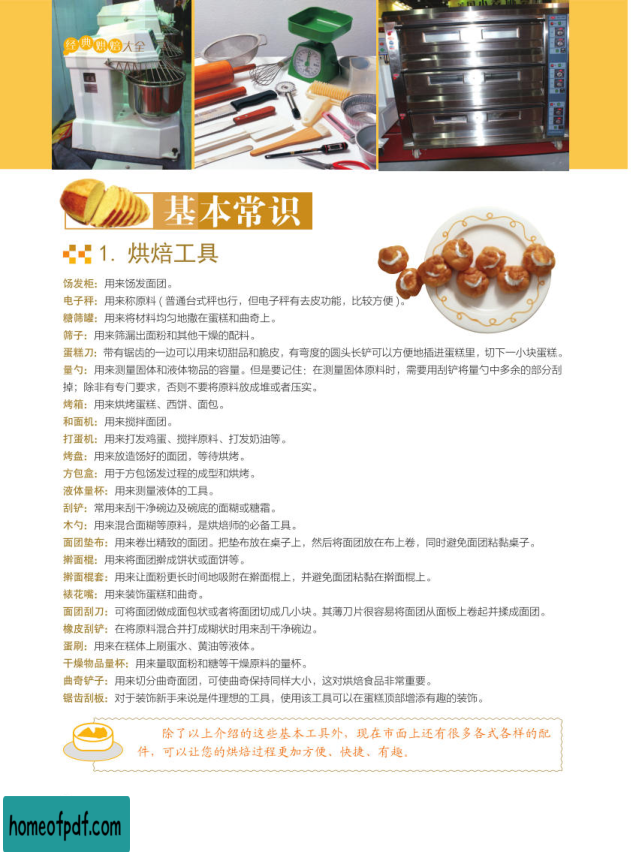 经典烘焙大全
基本常识
1. 烘焙工具
饧发柜：用来饧发面团。
电子秤：用来称原料 ( 普通台式秤也行，但电子秤有去皮功能，比较方便 )。
糖筛罐：用来将材料均匀地撒在蛋糕和曲奇上。
筛子：用来筛漏出面粉和其他干燥的配料。
蛋糕刀：带有锯齿的一边可以用来切甜品和脆皮，有弯度的圆头长铲可以方便地插进蛋糕里，切下一小块蛋糕。
量勺：用来测量固体和液体物品的容量。但是要记住：在测量固体原料时，需要用刮铲将量勺中多余的部分刮
掉；除非有专门要求，否则不要将原料放成堆或者压实。
烤箱：用来烘烤蛋糕、西饼、面包。
和面机：用来搅拌面团。
打蛋机：用来打发鸡蛋、搅拌原料、打发奶油等。
烤盘：用来放造饧好的面团，等待烘烤。
方包盒：用于方包饧发过程的成型和烘烤。
液体量杯：用来测量液体的工具。
刮铲：常用来刮干净碗边及碗底的面糊或糖霜。
木勺：用来混合面糊等原料，是烘焙师的必备工具。
面团垫布：用来卷出精致的面团。把垫布放在桌子上，然后将面团放在布上卷，同时避免面团粘黏桌子。
擀面棍：用来将面团擀成饼状或面饼等。
擀面棍套：用来让面粉更长时间地吸附在擀面棍上，并避免面团粘黏在擀面棍上。
裱花嘴：用来装饰蛋糕和曲奇。
面团刮刀：可将面团做成面包状或者将面团切成几小块。其薄刀片很容易将面团从面板上卷起并揉成面团。
橡皮刮铲：在将原料混合并打成糊状时用来刮干净碗边。
蛋刷：用来在糕体上刷蛋水、黄油等液体。
干燥物品量杯：用来量取面粉和糖等干燥原料的量杯。
曲奇铲子：用来切分曲奇面团，可使曲奇保持同样大小，这对烘焙食品非常重要。
锯齿刮板：对于装饰新手来说是件理想的工具，使用该工具可以在蛋糕顶部增添有趣的装饰。
除了以上介绍的这些基本工具外，现在市面上还有很多各式各样的配
件，可以让您的烘焙过程更加方便、快捷、有趣。
homeofpdf.com